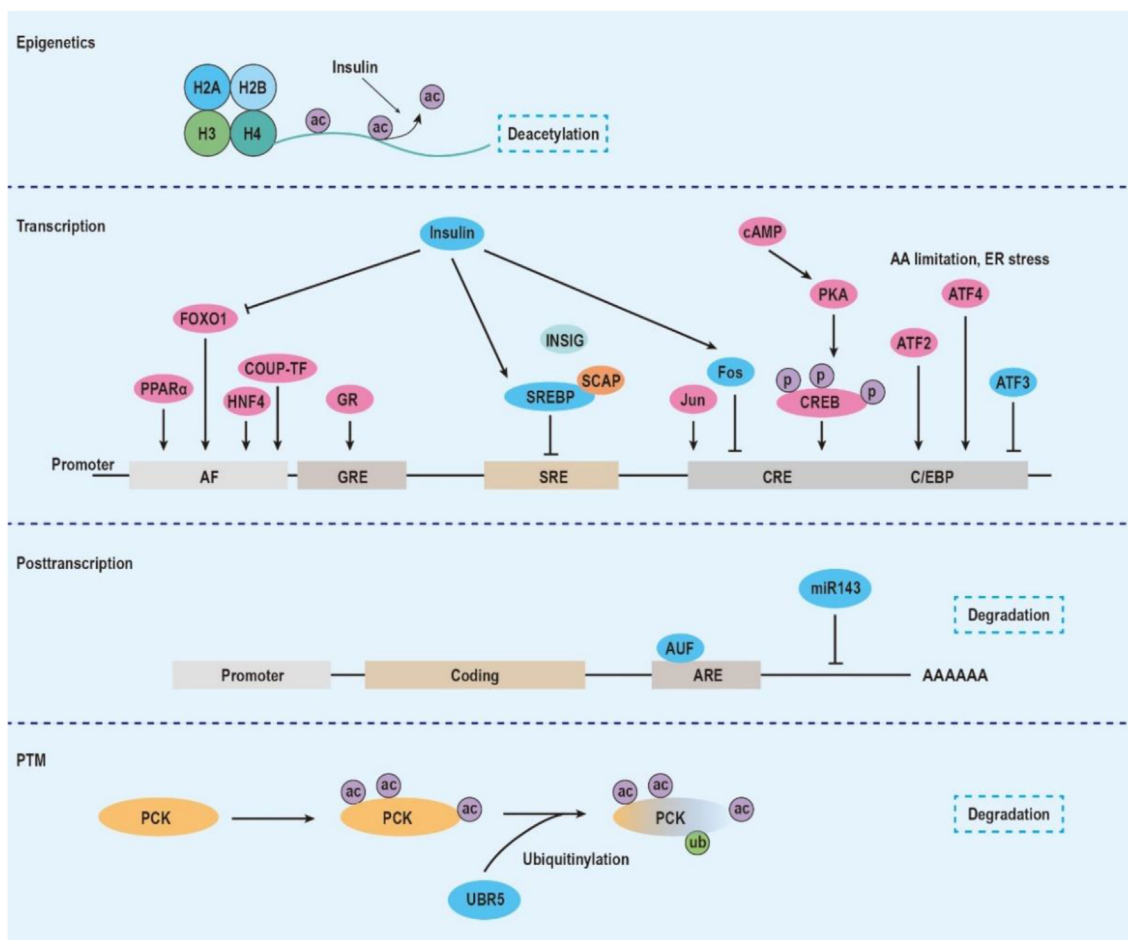 Epigenetics
Insulin
H2A H2B
ac
ac
ac
H3 H4
Deacetylation
Transcription
Insulin
cAMP
AA limitation, ER stress
PKA
ATF4
FOXO1
INSIG
ATF2
COUP-TF
SCAP
Fos
p
p
p
ATF3
PPARα
HNF4
GR
SREBP
Jun
CREB
Promoter
AF
GRE
SRE
CRE
C/EBP
Posttranscription
miR143
Degradation
AUF
Promoter
Coding
ARE
AAAAAA
PTM
ac
ac
ac
PCK
PCK
ac
ac
ac
PCK
ub
Degradation
Ubiquitinylation
UBR5